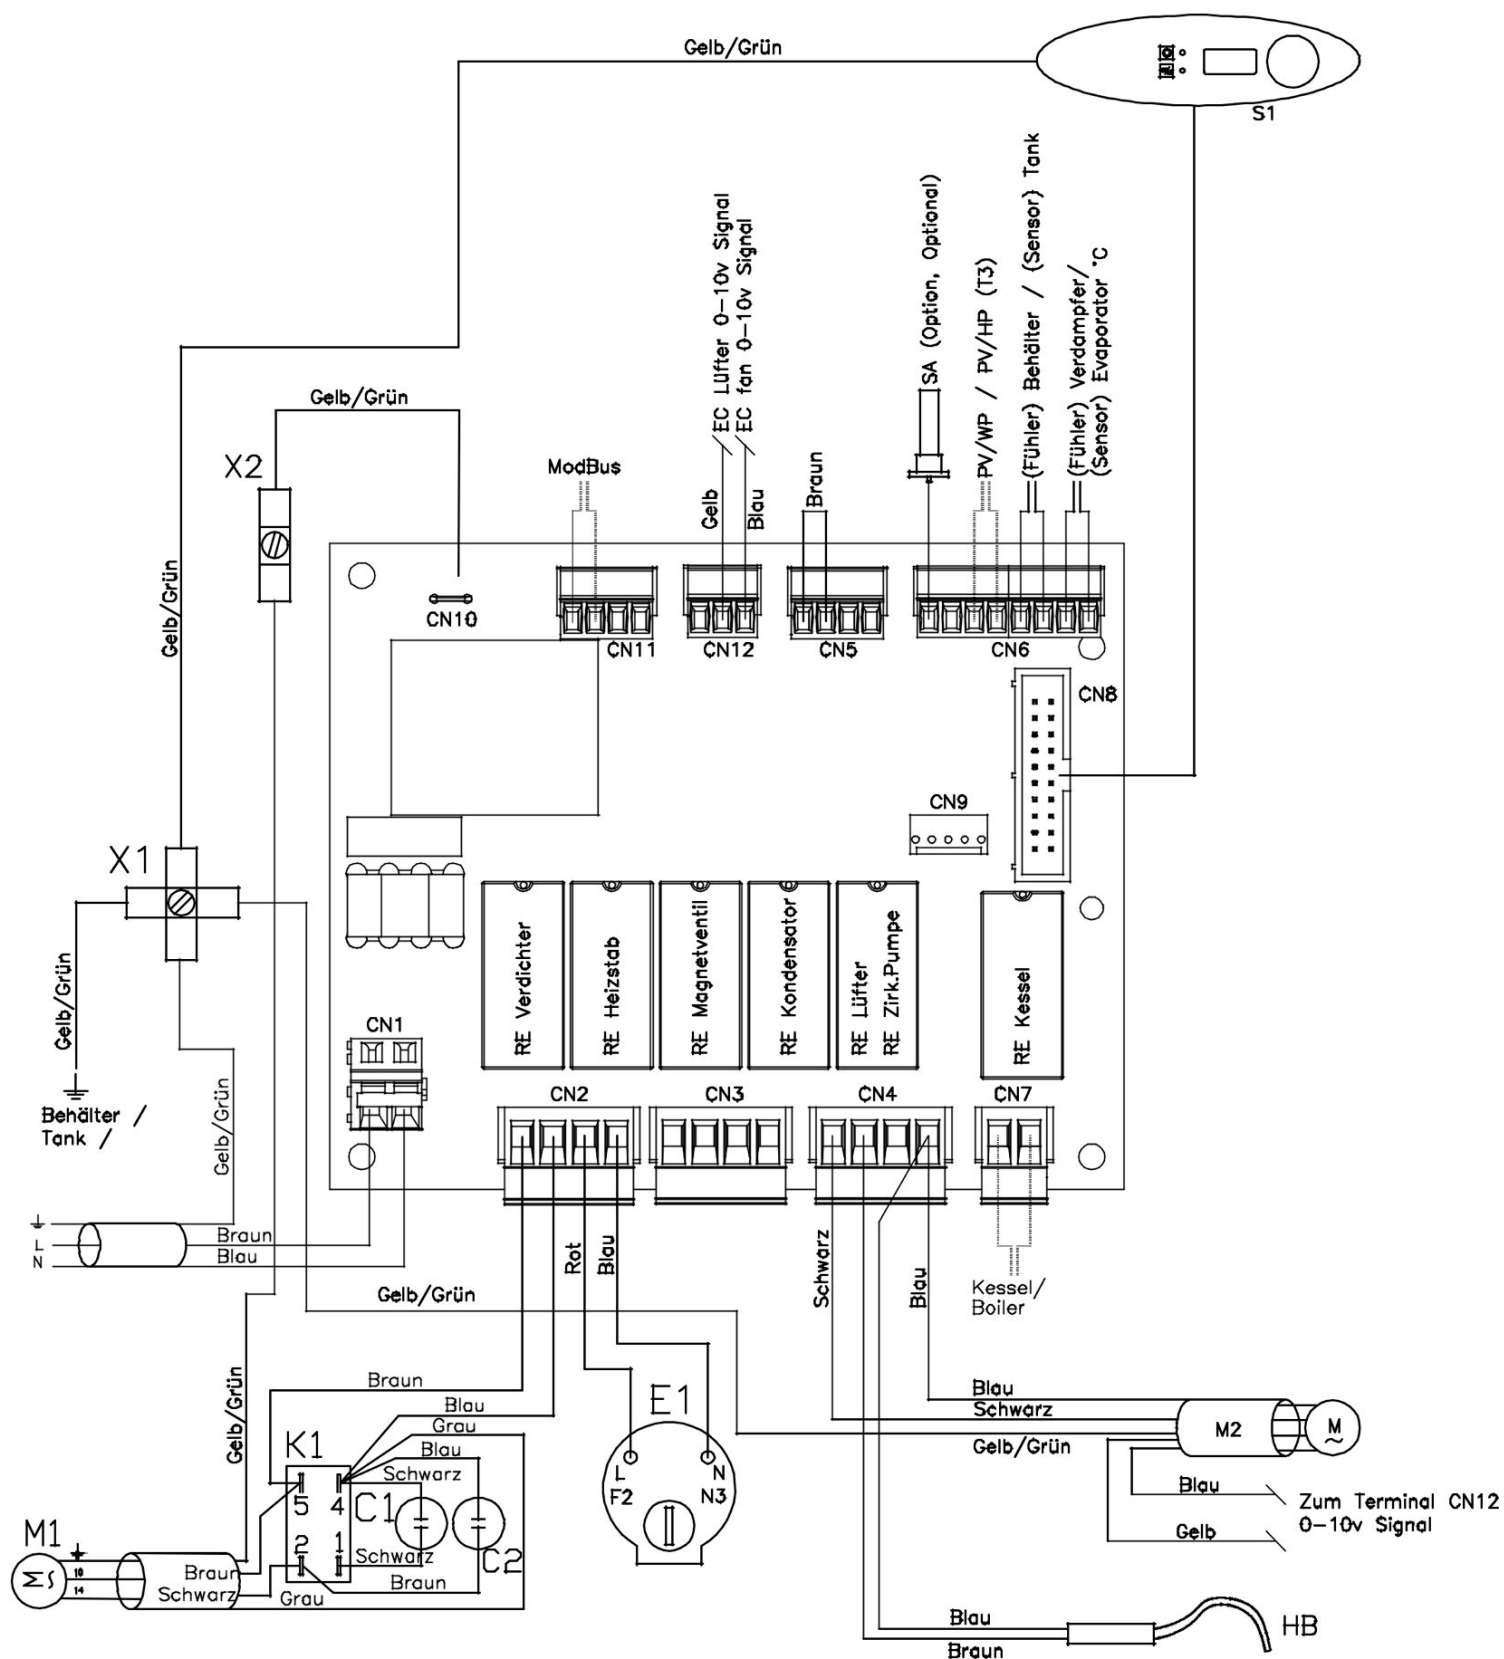 Gelb/Grün
S1
EC Lüfter 0-10v Signal
EC fan 0-10v Signal
SA (Option, Optional)
PV/WP / PV/HP (T3)
(Fühler) Behälter / (Sensor) Tank
(Fühler) Verdampfer/
(Sensor) Evaporator °C
Gelb/Grün
X2
ModBus
Gelb
Blau
Braun
Gelb/Grün
CN10
CN11
CN12
CN5
CN6
CN8
CN9
X1
Gelb/Grün
RE Verdichter
RE Heizstab
RE Magnetventil
RE Kondensator
RE Lüfter
RE Zirk.Pumpe
RE Kessel
CN1
CN2
CN3
CN4
CN7
Behälter /
Tank /
Gelb/Grün
L
N
Braun
Blau
Rot
Blau
Schwarz
Blau
Kessel/
Boiler
Gelb/Grün
Gelb/Grün
Braun
Blau
Grau
Blau
Schwarz
K1
5
4
C1
2
1
C2
Schwarz
Braun
Grau
E1
L
N
F2
N3
M1
10
14
M
Braun
Schwarz
Blau
Schwarz
Gelb/Grün
M2
M
~
Blau
Gelb
Zum Terminal CN12
0-10v Signal
Blau
Braun
HB